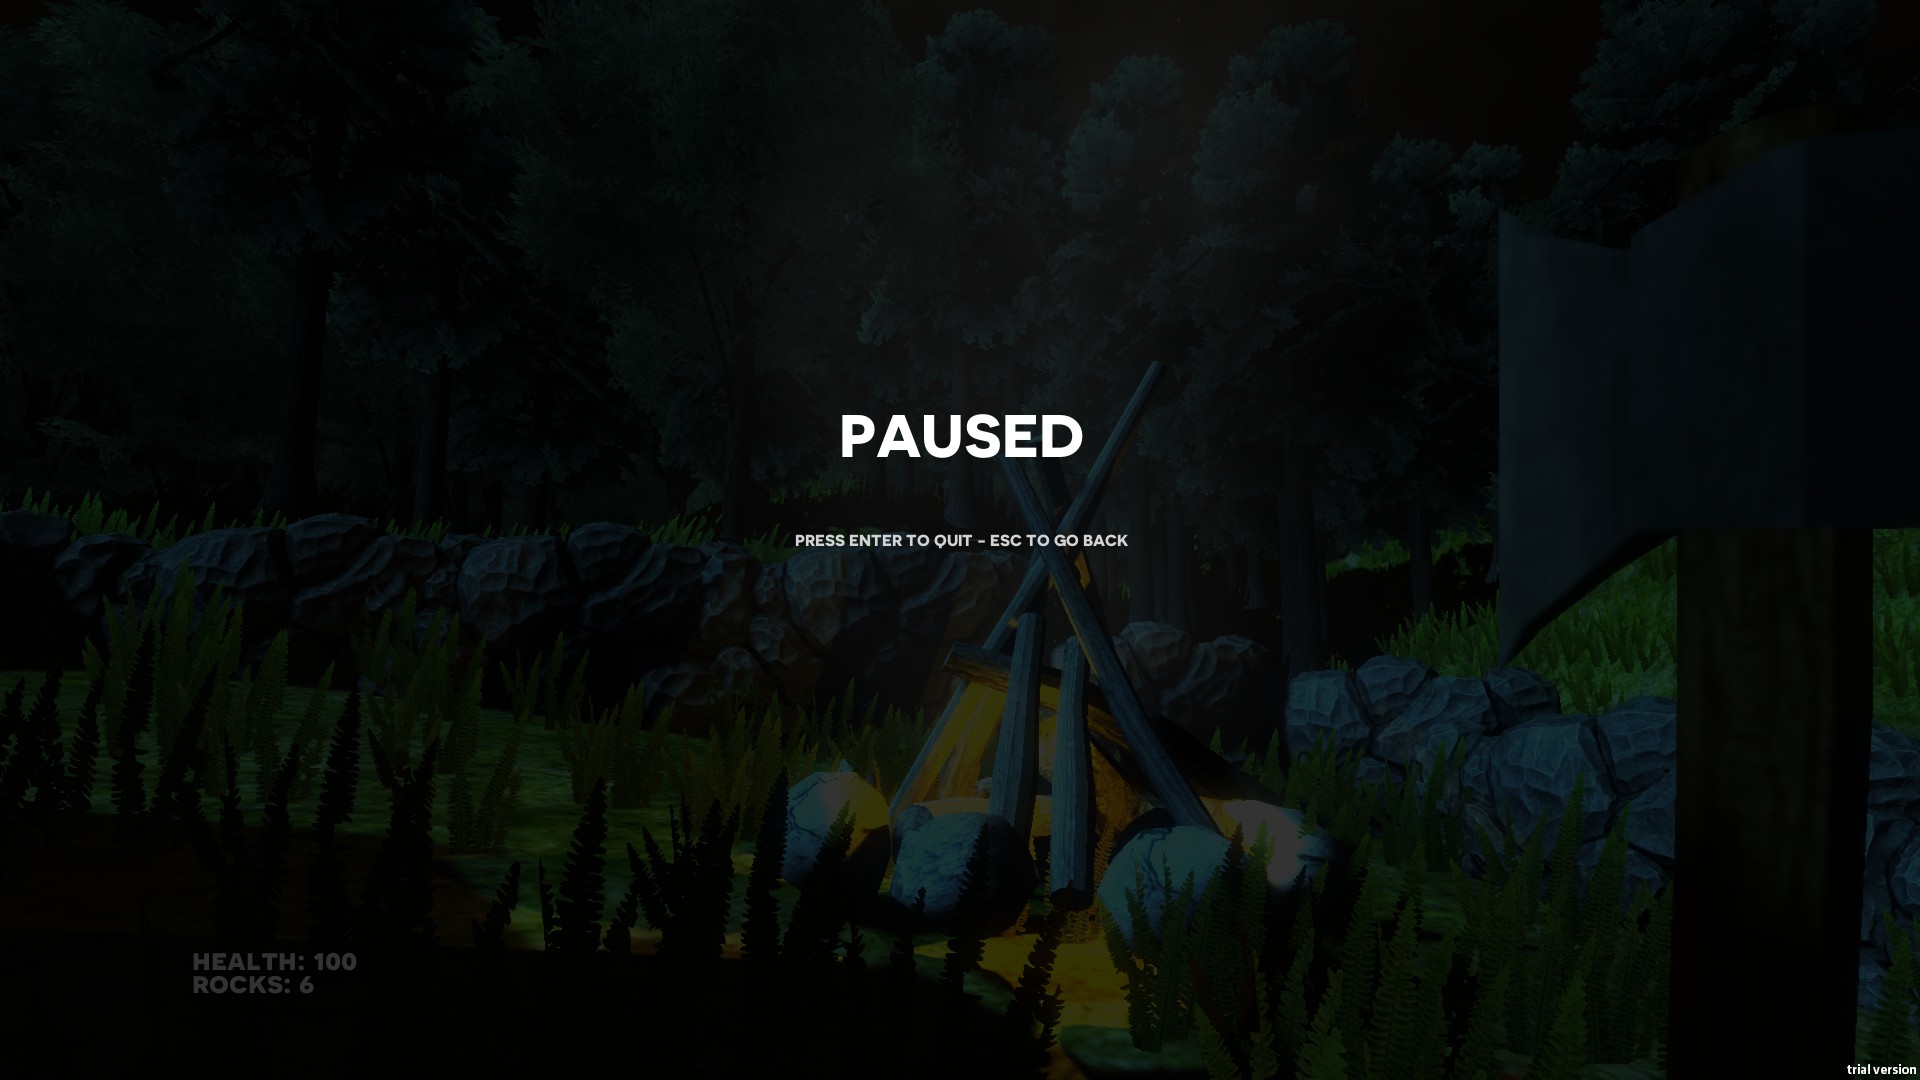 PAUSED
PRESS ENTER TO QUIT - ESC TO GO BACK
HEALTH: 100
ROCKS: 6
trial version